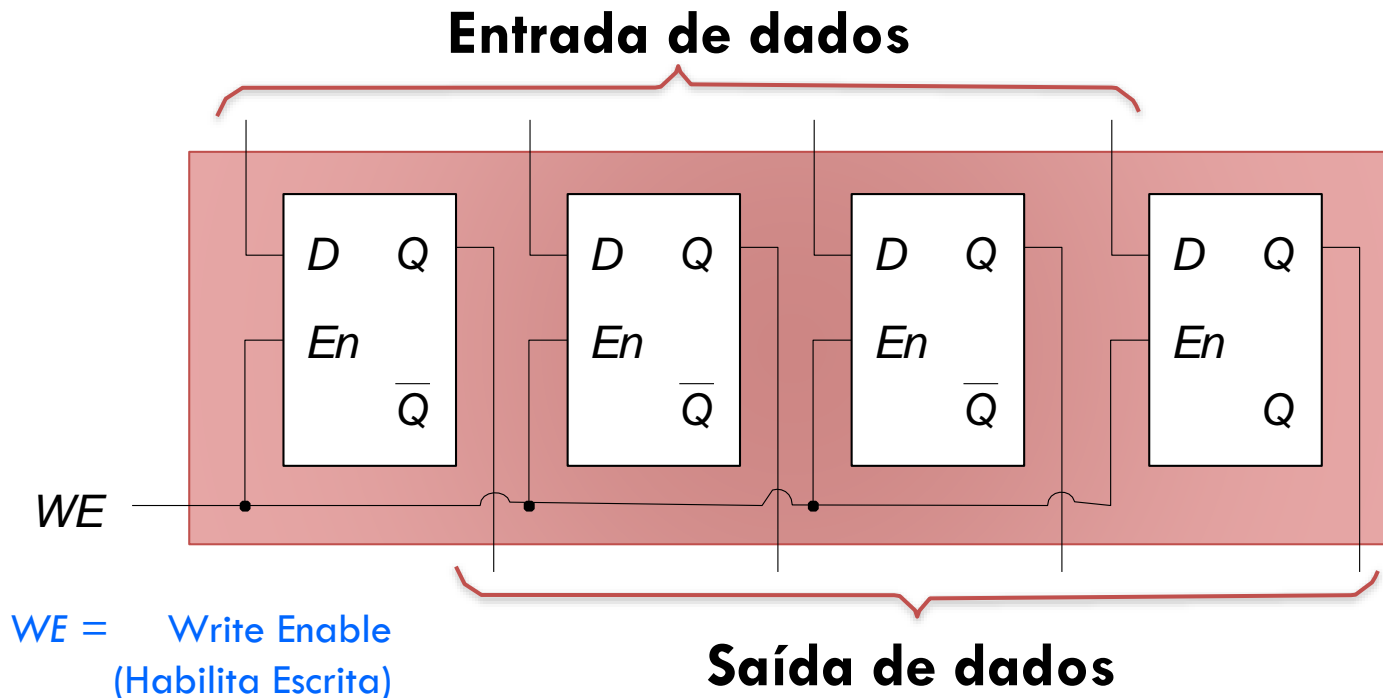 Entrada de dados
D Q D Q D Q D Q
En En En En
Q̅ Q̅ Q̅ Q
WE
WE = Write Enable
(Habilita Escrita)
Saída de dados